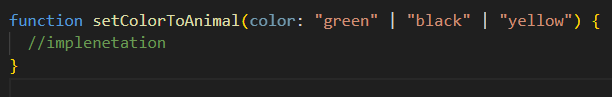 function setColorToAnimal(color: "green" | "black" | "yellow") {
//implenetation
}